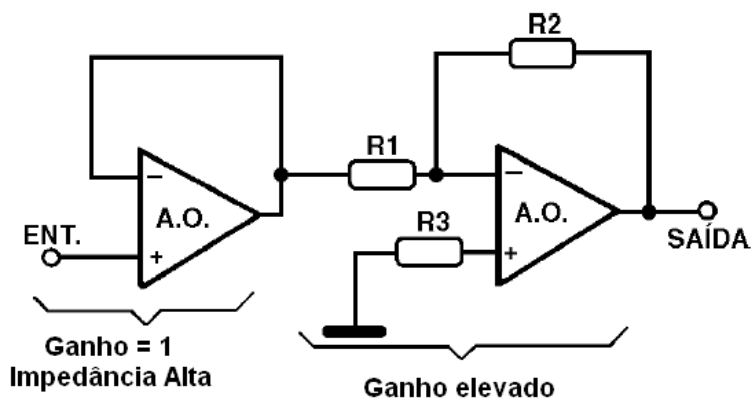 R2
R1
−
A.O.
+
ENT.
−
A.O.
+
R3
SAÍDA
Ganho = 1
Impedância Alta
Ganho elevado